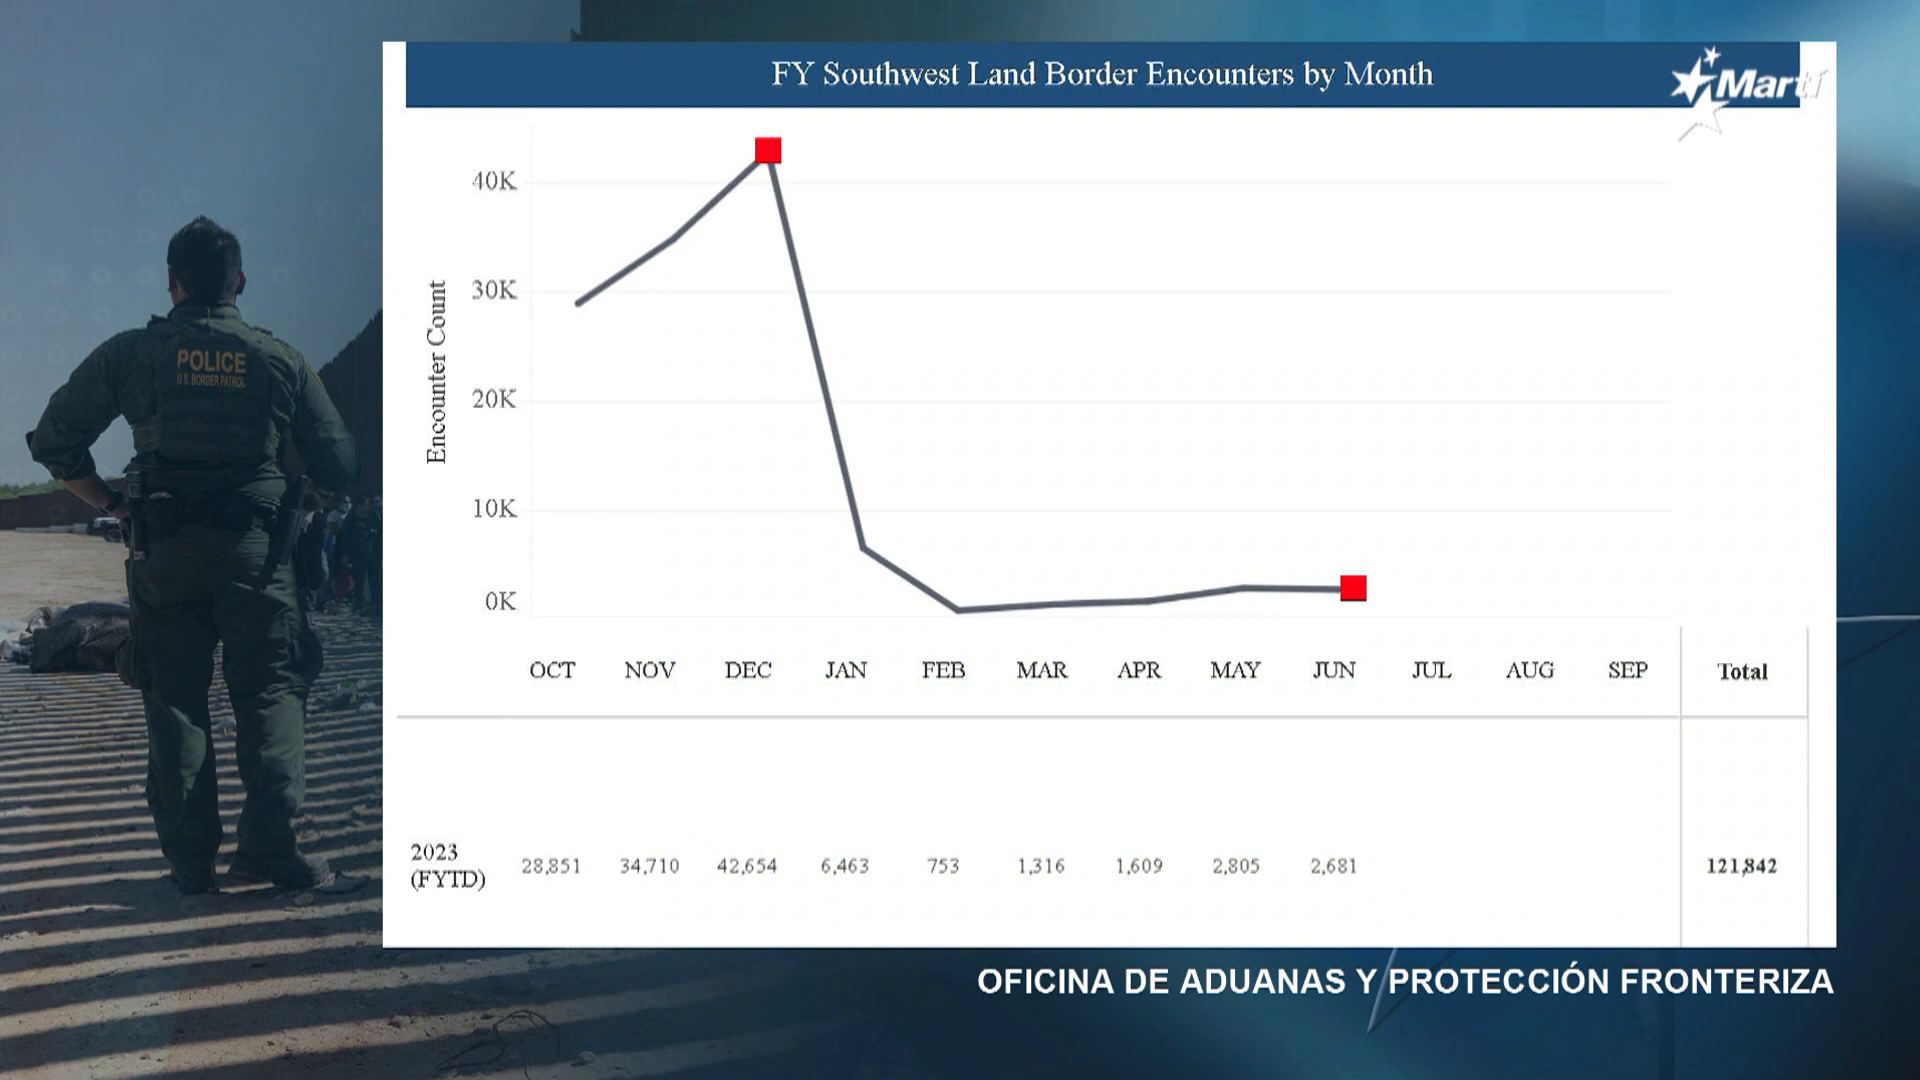 FY Southwest Land Border Encounters by Month
Martí
40K
30K
20K
10K
0K
Encounter Count
OCT NOV DEC JAN FEB MAR APR MAY JUN JUL AUG SEP Total
2023
(FYTD) 28,851 34,710 42,654 6,463 753 1,316 1,609 2,805 2,681 121,842
POLICE
U.S. BORDER PATROL
OFICINA DE ADUANAS Y PROTECCIÓN FRONTERIZA